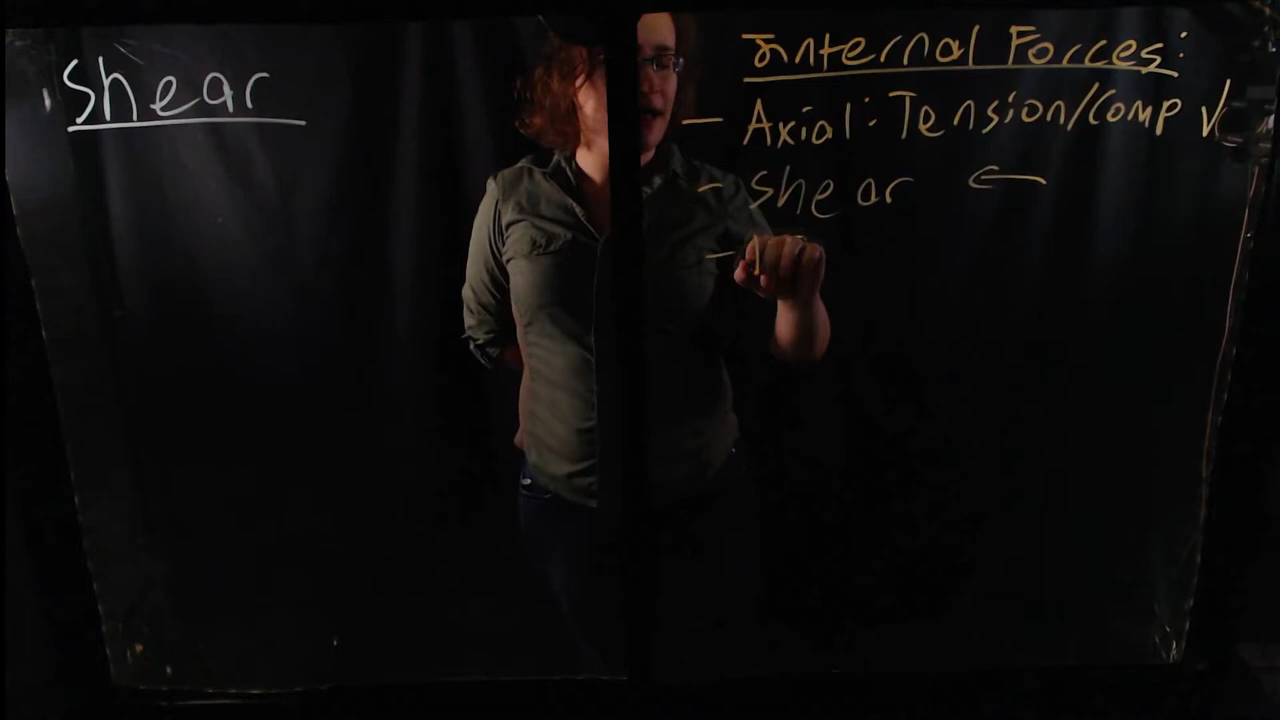 Shear
Internal Forces:
- Axial: Tension/Comp √
- Shear ←
-